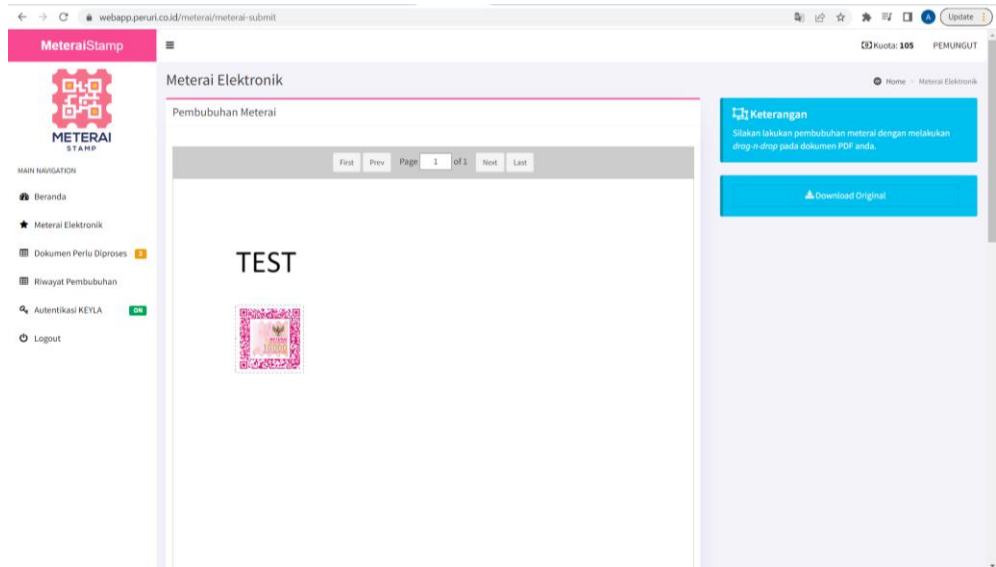 webapp.peruri.co.id/meterai/meterai-submit
Update
MeteraiStamp
Kuota: 105
PEMUNGUT
METERAI
STAMP
MAIN NAVIGATION
Beranda
Meterai Elektronik
Dokumen Perlu Diproses
Riwayat Pembubuhan
Autentikasi KEYLA
ON
Logout
Meterai Elektronik
Home
Meterai Elektronik
Pembubuhan Meterai
First
Prev
Page
1
of 1
Next
Last
TEST
10000
Keterangan
Silakan lakukan pembubuhan meterai dengan melakukan
drag-n-drop pada dokumen PDF anda.
Download Original